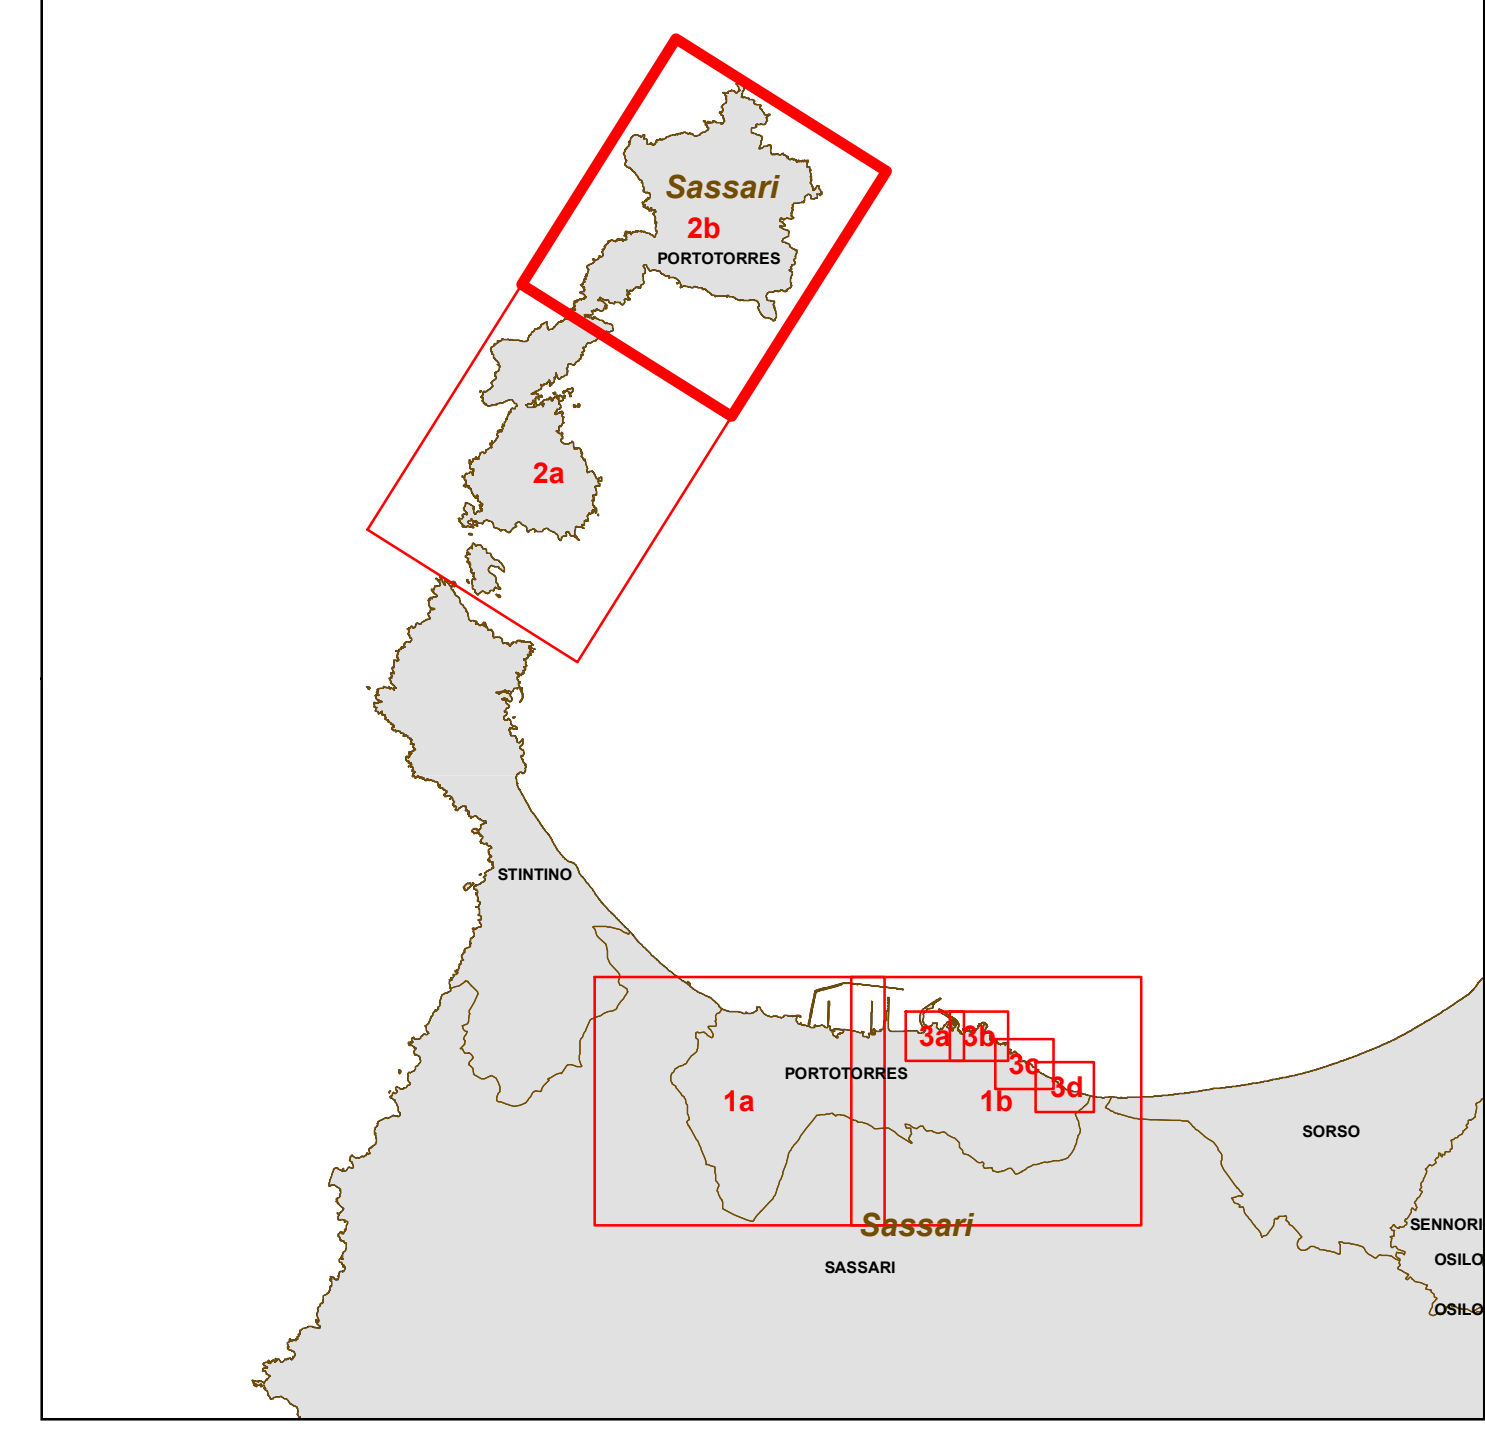 Sassari
2b
PORTOTORRES
2a
STINTINO
3a
3b
3c
3d
PORTOTORRES
1a
1b
SORSO
Sassari
SENNORI
SASSARI
OSILO
OSILO